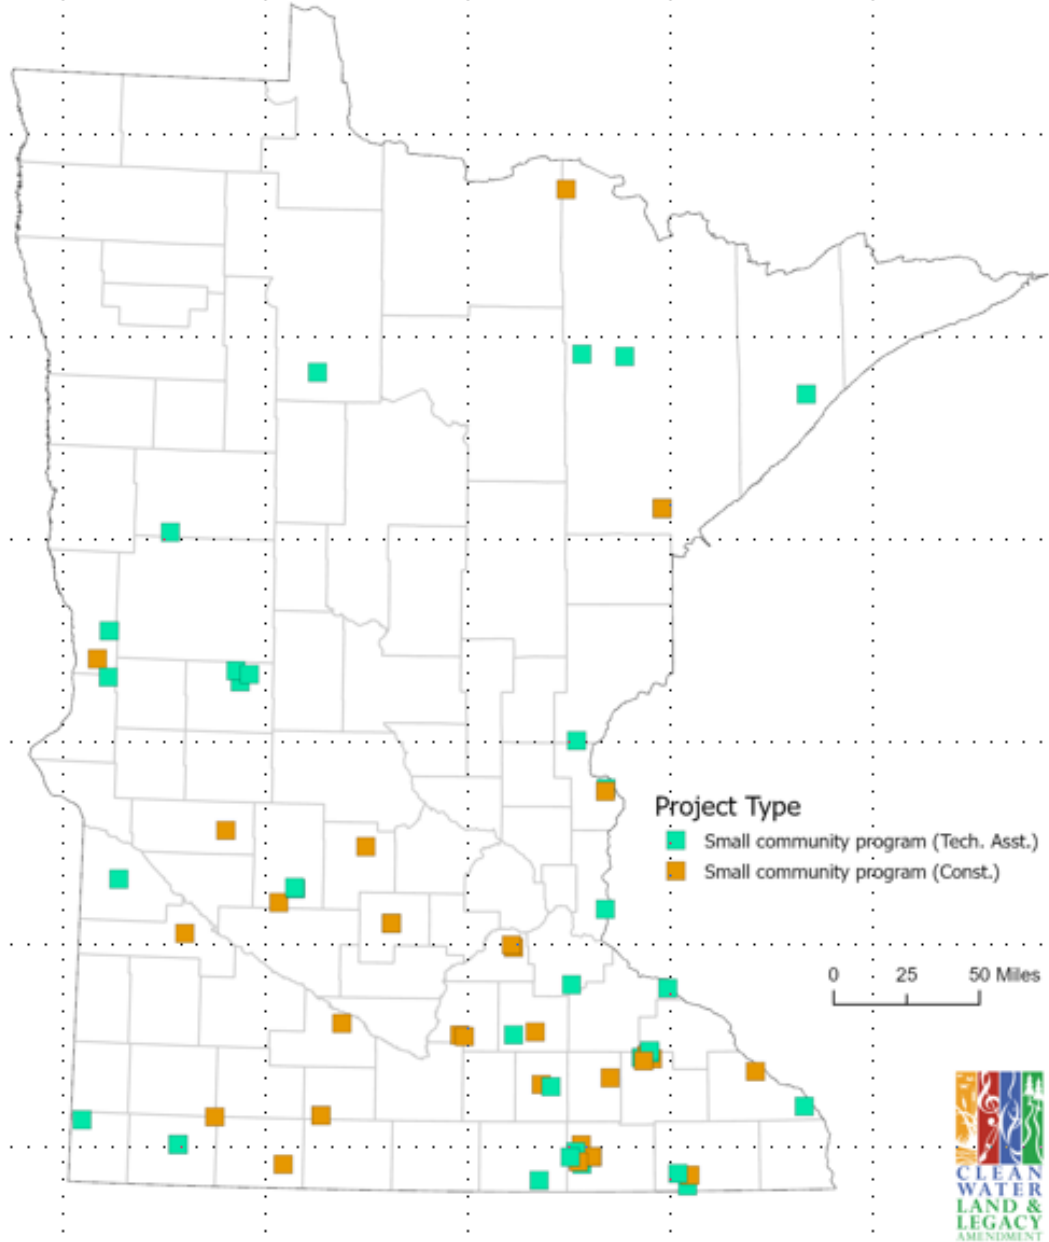 Project Type
Small community program (Tech. Asst.)
Small community program (Const.)
0 25 50 Miles
CLEAN
WATER
LAND &
LEGACY
AMENDMENT